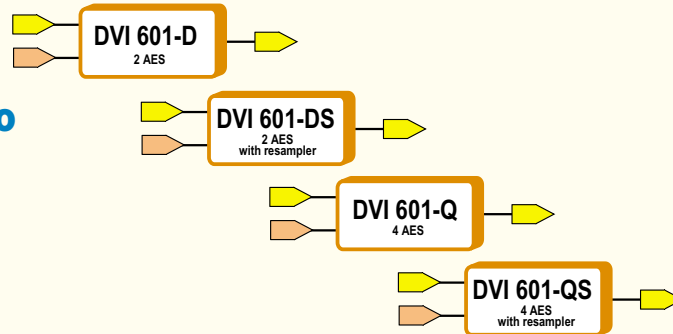 DVI 601-D
2 AES
o
DVI 601-DS
2 AES
with resampler
DVI 601-Q
4 AES
DVI 601-QS
4 AES
with resampler